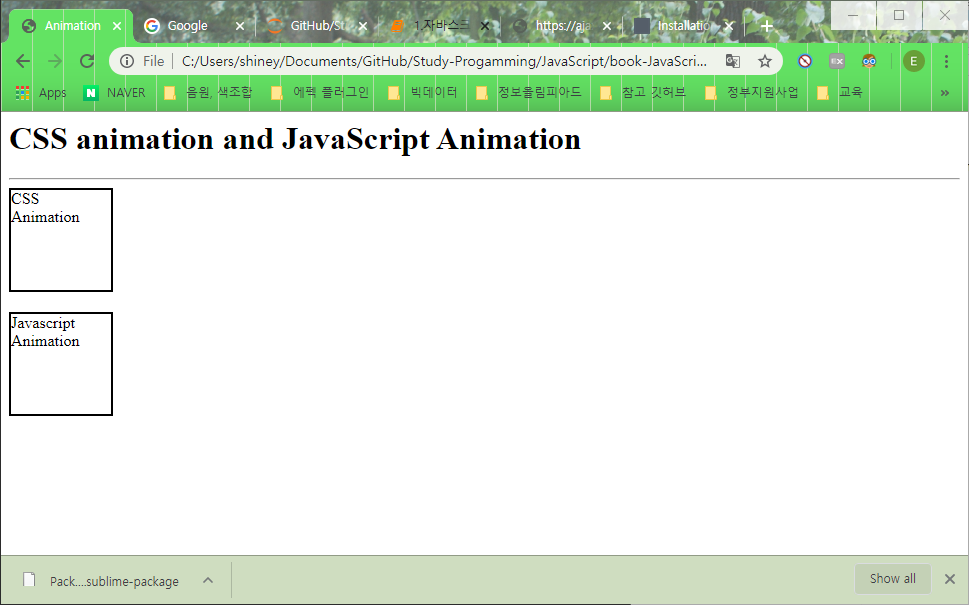 Animation
Google
GitHub/St
1.자바스크
https://aja
Installatio
File
C:/Users/shiney/Documents/GitHub/Study-Progamming/JavaScript/book-JavaScri...
EX
E
Apps
N NAVER
음원, 색조합
에펙 플러그인
빅데이터
정보올림피아드
참고 깃허브
정부지원사업
교육
»
CSS animation and JavaScript Animation
CSS
Animation
Javascript
Animation
Pack....sublime-package
Show all